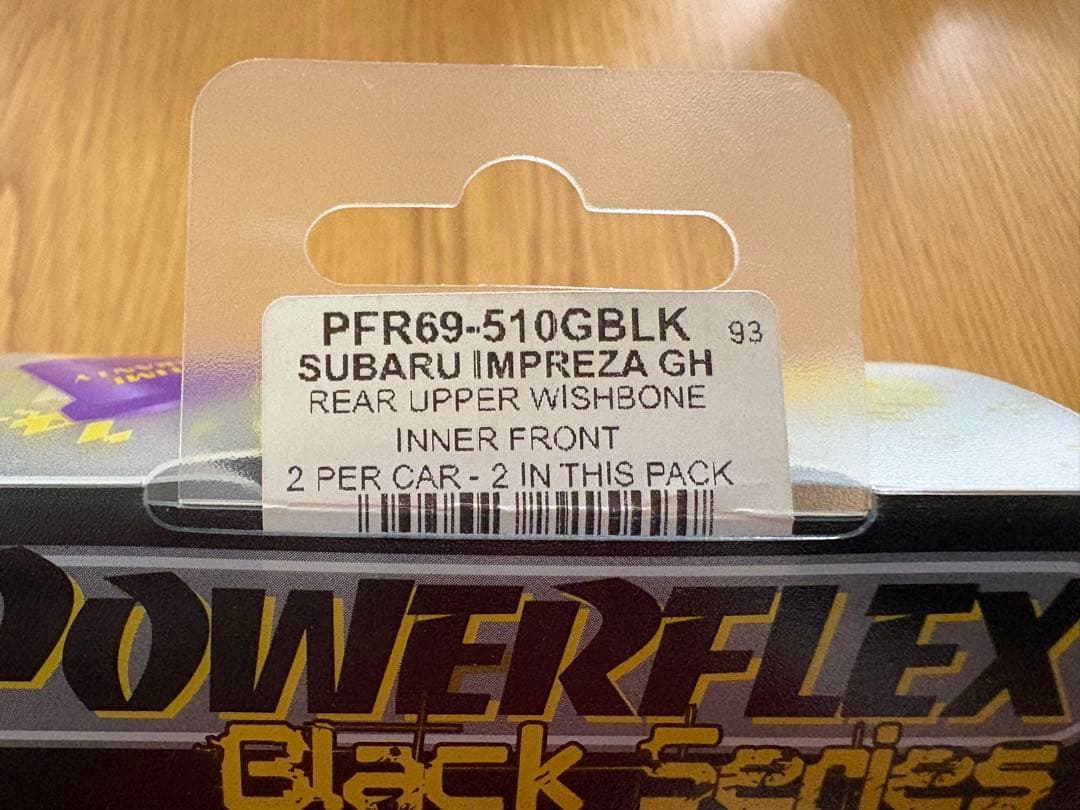 PFR69-510GBLK 93
SUBARU IMPREZA GH
REAR UPPER WISHBONE
INNER FRONT
2 PER CAR - 2 IN THIS PACK
POWERFLEX
Black Series